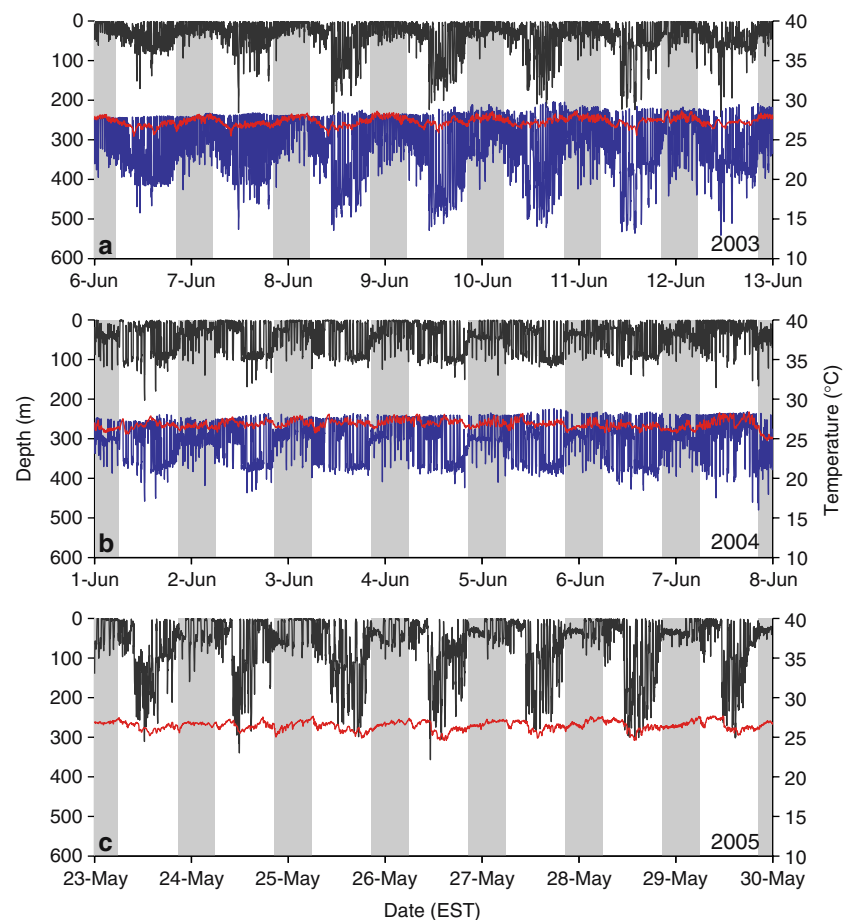 0 40
100 35
200 30
300 25
400 20
500 15
600 10
a 2003
6-Jun 7-Jun 8-Jun 9-Jun 10-Jun 11-Jun 12-Jun 13-Jun
0 40
100 35
200 30
300 25
400 20
500 15
600 10
b 2004
1-Jun 2-Jun 3-Jun 4-Jun 5-Jun 6-Jun 7-Jun 8-Jun
Depth (m)
Temperature (°C)
0 40
100 35
200 30
300 25
400 20
500 15
600 10
c 2005
23-May 24-May 25-May 26-May 27-May 28-May 29-May 30-May
Date (EST)